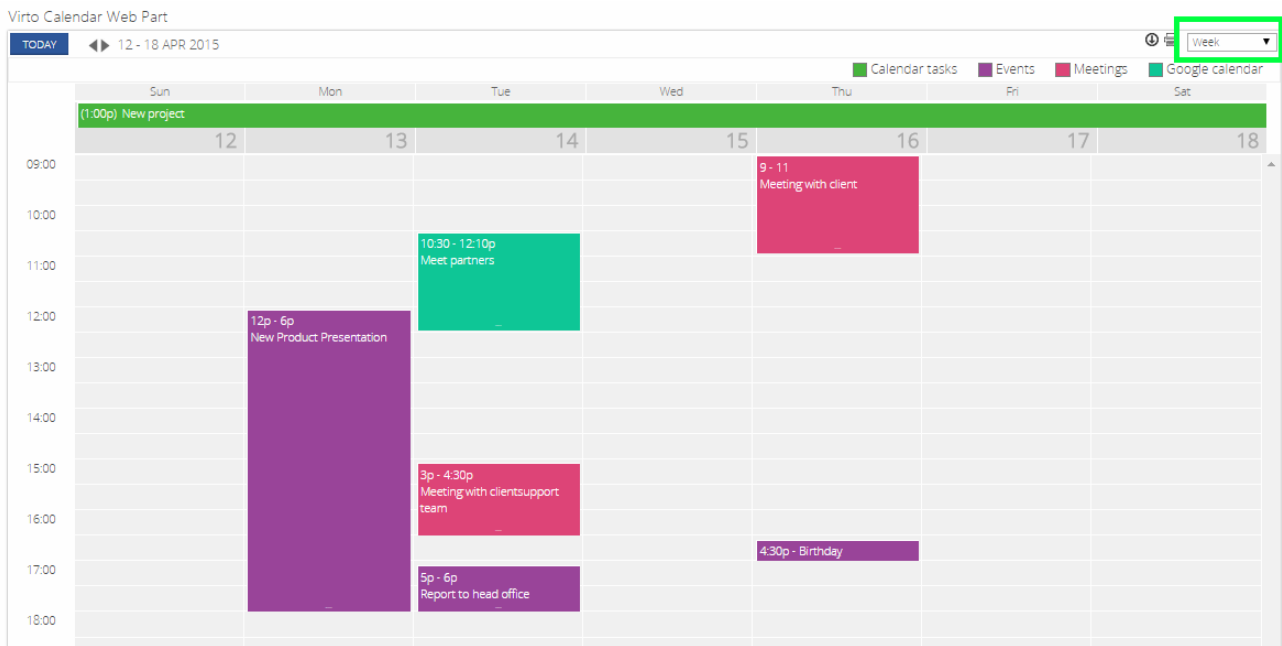 Virto Calendar Web Part
TODAY 12 - 18 APR 2015 Week
Calendar tasks Events Meetings Google calendar
Sun Mon Tue Wed Thu Fri Sat
(1:00p) New project
12 13 14 15 16 17 18
09:00
9 - 11
Meeting with client
10:00
10:30 - 12:10p
Meet partners
11:00
12:00
12p - 6p
New Product Presentation
13:00
14:00
15:00
3p - 4:30p
Meeting with clientsupport
team
16:00
4:30p - Birthday
17:00
5p - 6p
Report to head office
18:00